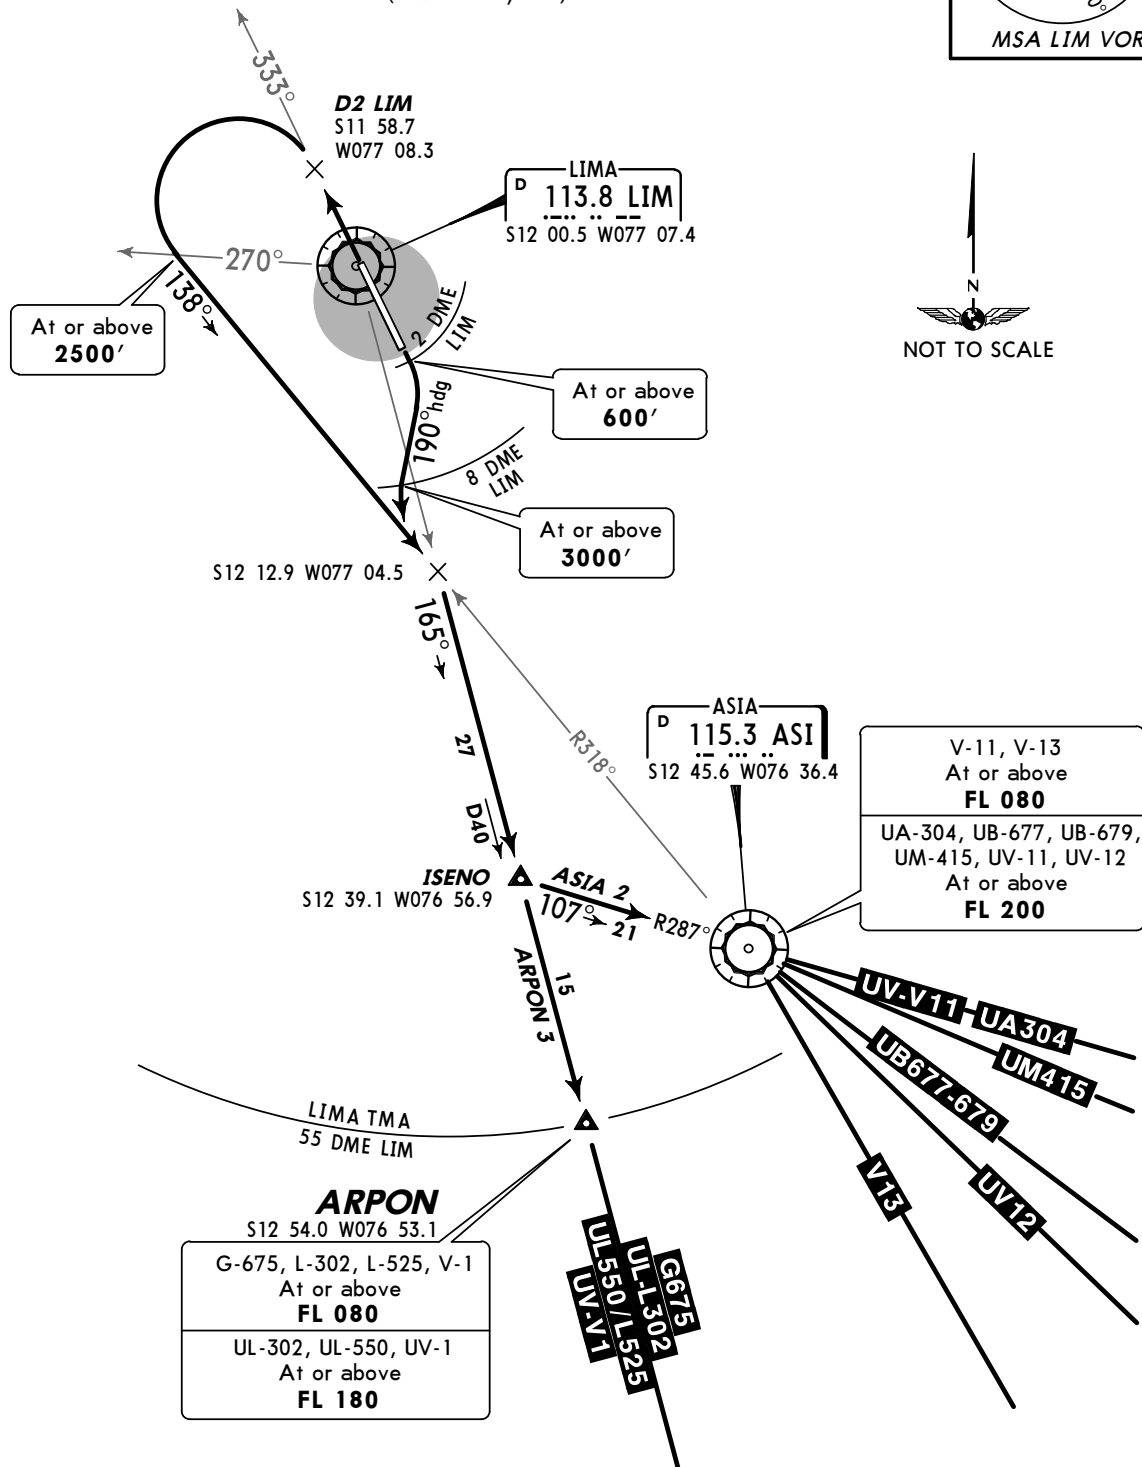 MSA LIM VOR
333°
D2 LIM
S11 58.7
W077 08.3
LIMA
D 113.8 LIM
S12 00.5 W077 07.4
270°
138°
At or above
2500'
2 DME
LIM
At or above
600'
190°hdg
8 DME
LIM
At or above
3000'
N
NOT TO SCALE
S12 12.9 W077 04.5
165°
27
D40
R318°
ASIA
D 115.3 ASI
S12 45.6 W076 36.4
V-11, V-13
At or above
FL 080
UA-304, UB-677, UB-679,
UM-415, UV-11, UV-12
At or above
FL 200
ISENO
S12 39.1 W076 56.9
ASIA 2
107° 21
R287°
15
ARPON 3
UV-V11
UA304
UM415
UB677-679
UV12
V13
LIMA TMA
55 DME LIM
ARPON
S12 54.0 W076 53.1
G-675, L-302, L-525, V-1
At or above
FL 080
UL-302, UL-550, UV-1
At or above
FL 180
G675
UL-L302
UL550/L525
UV-V1